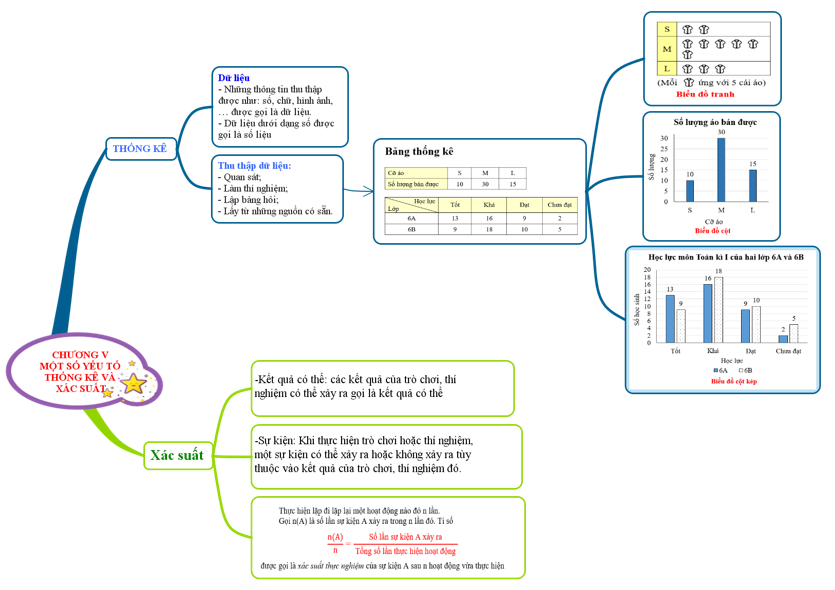 CHƯƠNG V
MỘT SỐ YẾU TỐ
THỐNG KÊ VÀ
XÁC SUẤT
THỐNG KÊ
Dữ liệu
- Những thông tin thu thập
được như: số, chữ, hình ảnh,
… được gọi là dữ liệu.
- Dữ liệu dưới dạng số được
gọi là số liệu
Thu thập dữ liệu:
- Quan sát;
- Làm thí nghiệm;
- Lập bảng hỏi;
- Lấy từ những nguồn có sẵn.
Bảng thống kê
Cỡ áo S M L
Số lượng bán được 10 30 15
Học lực
Lớp Tốt Khá Đạt Chưa đạt
6A 13 16 9 2
6B 9 18 10 5
S
M
L
(Mỗi ứng với 5 cái áo)
Biểu đồ tranh
Số lượng áo bán được
Số lượng
30
25
20
15
10
5
0
10 30 15
S M L
Cỡ áo
Biểu đồ cột
Học lực môn Toán kì I của hai lớp 6A và 6B
Số học sinh
20
18
16
14
12
10
8
6
4
2
0
13 9 16 18 9 10 2 5
Tốt Khá Đạt Chưa đạt
Học lực
6A 6B
Biểu đồ cột kép
Xác suất
-Kết quả có thể: các kết quả của trò chơi, thí
nghiệm có thể xảy ra gọi là kết quả có thể
-Sự kiện: Khi thực hiện trò chơi hoặc thí nghiệm,
một sự kiện có thể xảy ra hoặc không xảy ra tùy
thuộc vào kết quả của trò chơi, thí nghiệm đó.
Thực hiện lặp đi lặp lại một hoạt động nào đó n lần.
Gọi n(A) là số lần sự kiện A xảy ra trong n lần đó. Tỉ số
n(A)/n = Số lần sự kiện A xảy ra/Tổng số lần thực hiện hoạt động
được gọi là xác suất thực nghiệm của sự kiện A sau n hoạt động vừa thực hiện